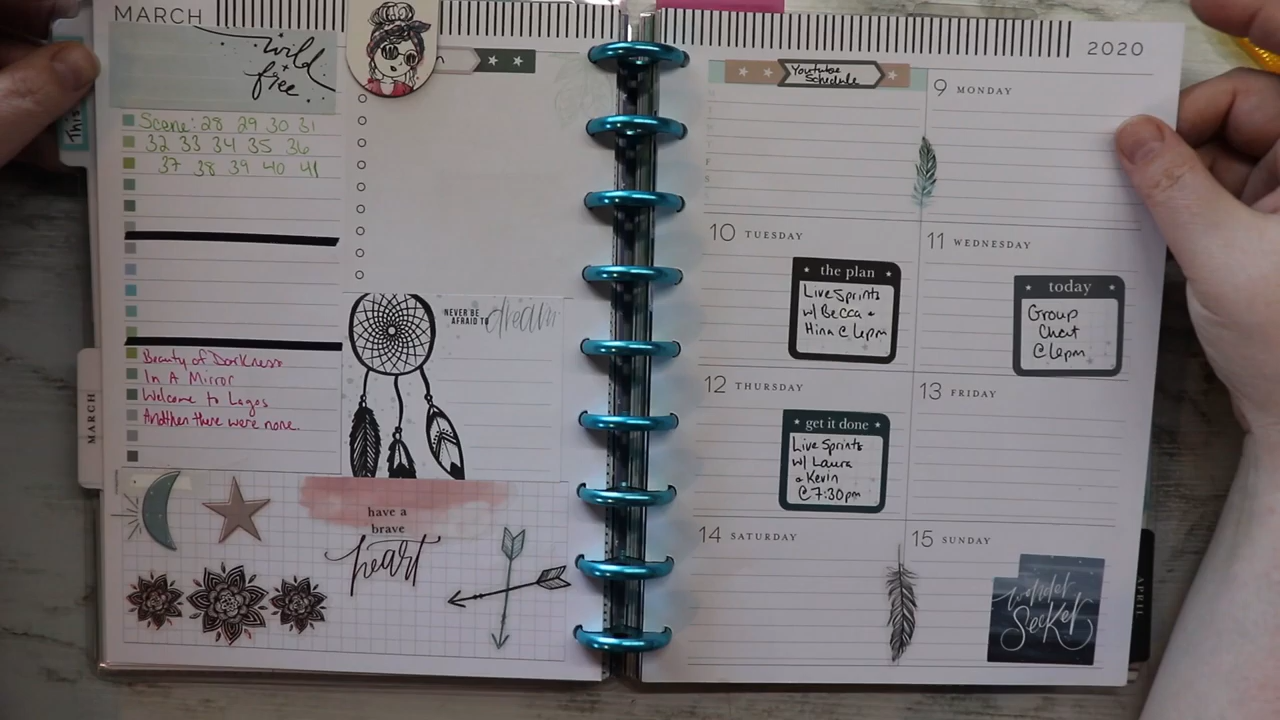 MARCH
wild
+
free
Scene: 28 29 30 31
32 33 34 35 36
37 38 39 40 41
Beauty of Darkness
In A Mirror
Welcome to Lagos
And then there were none.
NEVER BE
AFRAID TO
dream
have a
brave
heart
This
MARCH
2020
Youtube
Schedule
9 MONDAY
10 TUESDAY
the plan
Live Sprints
w/ Becca +
Hina @ 6pm
11 WEDNESDAY
today
Group
Chat
@ 6pm
12 THURSDAY
get it done
Live Sprints
w/ Laura
+ Kevin
@ 7:30pm
13 FRIDAY
14 SATURDAY
15 SUNDAY
wonder
Seeker
APRIL